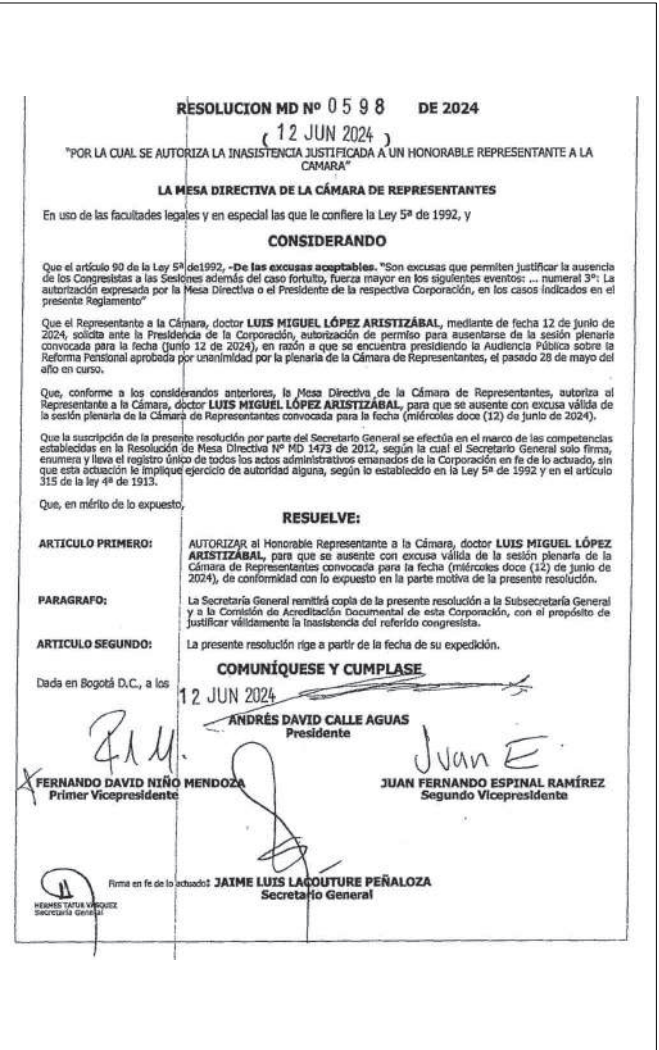 RESOLUCION MD Nº 0598 DE 2024
( 12 JUN 2024 )
"POR LA CUAL SE AUTORIZA LA INASISTENCIA JUSTIFICADA A UN HONORABLE REPRESENTANTE A LA
CAMARA"
LA MESA DIRECTIVA DE LA CÁMARA DE REPRESENTANTES
En uso de las facultades legales y en especial las que le confiere la Ley 5ª de 1992, y
CONSIDERANDO
Que el artículo 90 de la Ley 5ª de1992, -De las excusas aceptables. "Son excusas que permiten justificar la ausencia
de los Congresistas a las Sesiones además del caso fortuito, fuerza mayor en los siguientes eventos: ... numeral 3º: La
autorización expresada por la Mesa Directiva o el Presidente de la respectiva Corporación, en los casos indicados en el
presente Reglamento"
Que el Representante a la Cámara, doctor LUIS MIGUEL LÓPEZ ARISTIZÁBAL, mediante de fecha 12 de junio de
2024, solicita ante la Presidencia de la Corporación, autorización de permiso para ausentarse de la sesión plenaria
convocada para la fecha (junio 12 de 2024), en razón a que se encuentra presidiendo la Audiencia Pública sobre la
Reforma Pensional aprobada por unanimidad por la plenaria de la Cámara de Representantes, el pasado 28 de mayo del
año en curso.
Que, conforme a los considerandos anteriores, la Mesa Directiva de la Cámara de Representantes, autoriza al
Representante a la Cámara, doctor LUIS MIGUEL LÓPEZ ARISTIZÁBAL, para que se ausente con excusa válida de
la sesión plenaria de la Cámara de Representantes convocada para la fecha (miércoles doce (12) de junio de 2024).
Que la suscripción de la presente resolución por parte del Secretario General se efectúa en el marco de las competencias
establecidas en la Resolución de Mesa Directiva Nº MD 1473 de 2012, según la cual el Secretario General solo firma,
enumera y lleva el registro único de todos los actos administrativos emanados de la Corporación en fe de lo actuado, sin
que esta actuación le implique ejercicio de autoridad alguna, según lo establecido en la Ley 5ª de 1992 y en el artículo
315 de la ley 4ª de 1913.
Que, en mérito de lo expuesto,
RESUELVE:
ARTICULO PRIMERO: AUTORIZAR al Honorable Representante a la Cámara, doctor LUIS MIGUEL LÓPEZ
ARISTIZÁBAL, para que se ausente con excusa válida de la sesión plenaria de la
Cámara de Representantes convocada para la fecha (miércoles doce (12) de junio de
2024), de conformidad con lo expuesto en la parte motiva de la presente resolución.
PARAGRAFO: La Secretaría General remitirá copia de la presente resolución a la Subsecretaría General
y a la Comisión de Acreditación Documental de esta Corporación, con el propósito de
justificar válidamente la inasistencia del referido congresista.
ARTICULO SEGUNDO: La presente resolución rige a partir de la fecha de su expedición.
COMUNÍQUESE Y CUMPLASE
Dada en Bogotá D.C., a los
12 JUN 2024
ANDRÉS DAVID CALLE AGUAS
Presidente
Juan E
FERNANDO DAVID NIÑO MENDOZA JUAN FERNANDO ESPINAL RAMÍREZ
Primer Vicepresidente Segundo Vicepresidente
Firma en fe de lo actuado: JAIME LUIS LACOUTURE PEÑALOZA
Secretario General
HERMES TATUR VASQUEZ
Secretaría General